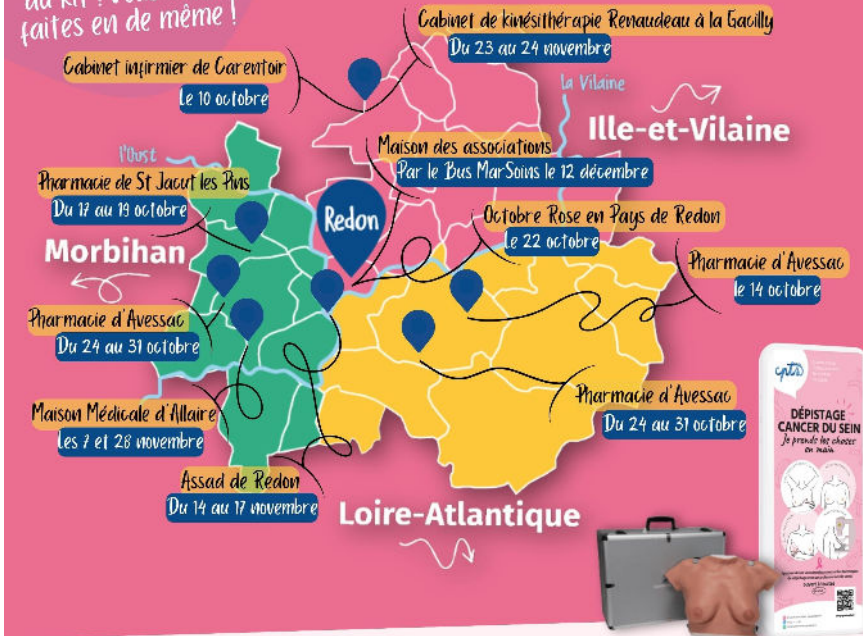 faites en de même !
Cabinet de kinésithérapie Renaudeau à la Gacilly
Du 23 au 24 novembre
Cabinet infirmier de Carentoir
le 10 octobre
la Vilaine
Ille-et-Vilaine
l'Oust
Maison des associations
Par le Bus MarSoins le 12 décembre
Pharmacie de St Jacut les Pins
Du 17 au 19 octobre
Redon
Octobre Rose en Pays de Redon
le 22 octobre
Morbihan
Pharmacie d'Avessac
le 14 octobre
Pharmacie d'Avessac
Du 24 au 31 octobre
Maison Médicale d'Allaire
les 7 et 28 novembre
Pharmacie d'Avessac
Du 24 au 31 octobre
Assad de Redon
Du 14 au 17 novembre
Loire-Atlantique
cpts
DÉPISTAGE
CANCER DU SEIN
Je prends les choses
en main